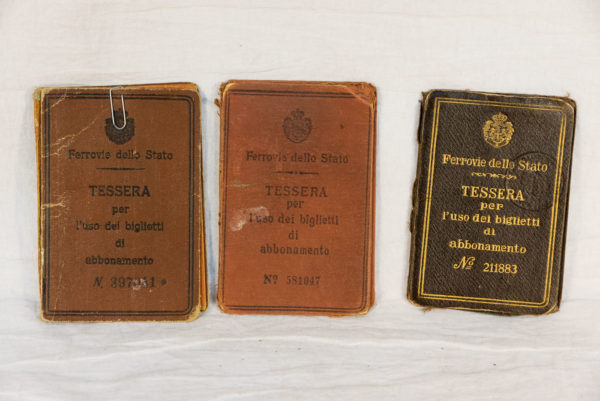 Ferrovie dello Stato
TESSERA
per
l'uso dei biglietti
di
abbonamento
Ferrovie dello Stato
TESSERA
per
l'uso dei biglietti
di
abbonamento
Nº 581047
Ferrovie dello Stato
TESSERA
per
l'uso dei biglietti
di
abbonamento
Nº 211883